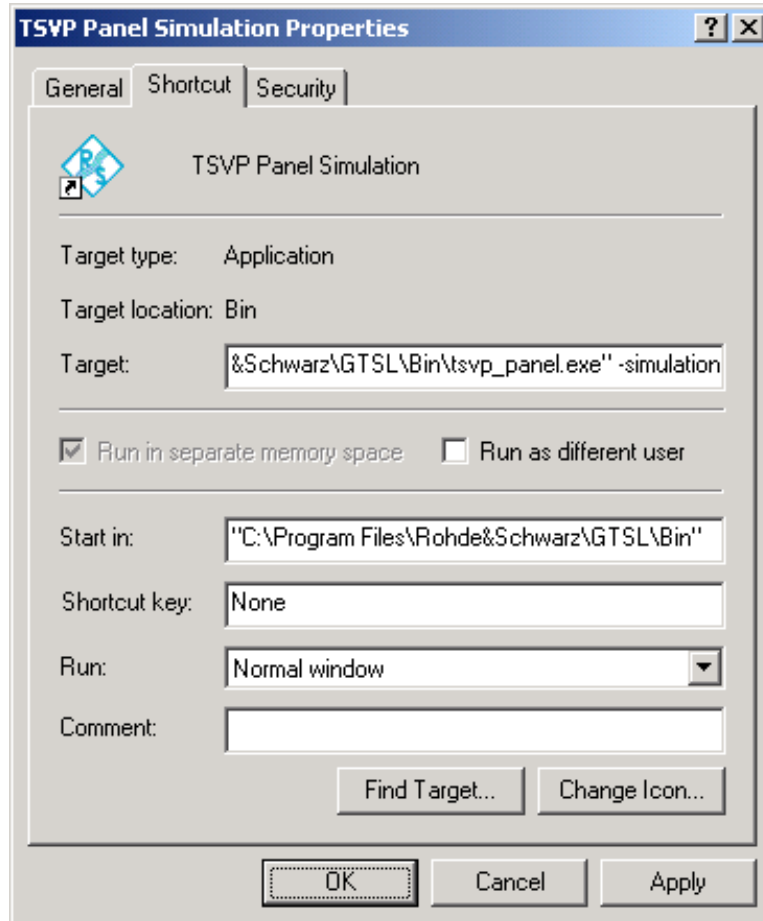 TSVP Panel Simulation Properties
General Shortcut Security
R S
TSVP Panel Simulation
Target type: Application
Target location: Bin
Target: &Schwarz\GTSL\Bin\tsvp_panel.exe" -simulation
Run in separate memory space Run as different user
Start in: "C:\Program Files\Rohde&Schwarz\GTSL\Bin"
Shortcut key: None
Run: Normal window
Comment:
Find Target... Change Icon...
OK Cancel Apply